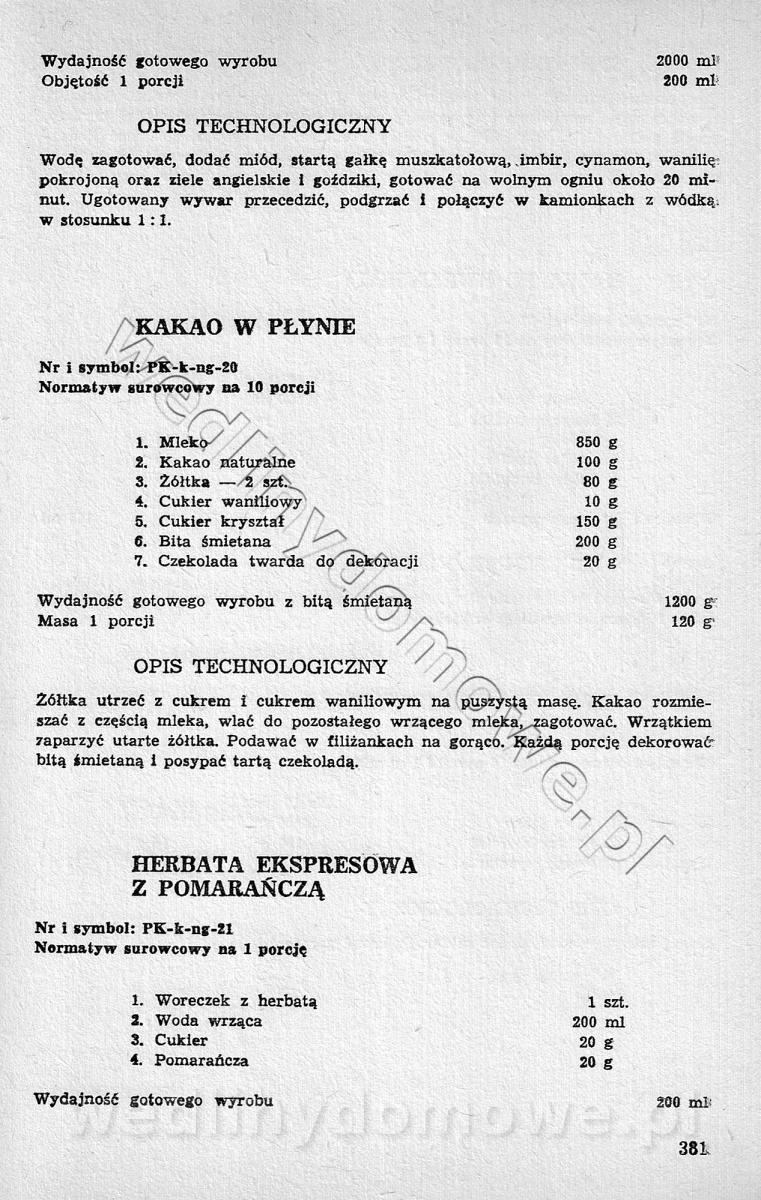 Wydajność gotowego wyrobu 2000 ml
Objętość 1 porcji 200 ml
OPIS TECHNOLOGICZNY
Wodę zagotować, dodać miód, startą gałkę muszkatołową, imbir, cynamon, wanilię
pokrojoną oraz ziele angielskie i goździki, gotować na wolnym ogniu około 20 mi-
nut. Ugotowany wywar przecedzić, podgrzać i połączyć w kamionkach z wódką
w stosunku 1 : 1.
KAKAO W PŁYNIE
Nr i symbol: PK-k-ng-20
Normatyw surowcowy na 10 porcji
1. Mleko 850 g
2. Kakao naturalne 100 g
3. Żółtka — 2 szt. 80 g
4. Cukier waniliowy 10 g
5. Cukier kryształ 150 g
6. Bita śmietana 200 g
7. Czekolada twarda do dekoracji 20 g
Wydajność gotowego wyrobu z bitą śmietaną 1200 g
Masa 1 porcji 120 g
OPIS TECHNOLOGICZNY
Żółtka utrzeć z cukrem i cukrem waniliowym na puszystą masę. Kakao rozmie-
szać z częścią mleka, wlać do pozostałego wrzącego mleka, zagotować. Wrzątkiem
zaparzyć utarte żółtka. Podawać w filiżankach na gorąco. Każdą porcję dekorować
bitą śmietaną i posypać tartą czekoladą.
HERBATA EKSPRESOWA
Z POMARAŃCZĄ
Nr i symbol: PK-k-ng-21
Normatyw surowcowy na 1 porcję
1. Woreczek z herbatą 1 szt.
2. Woda wrząca 200 ml
3. Cukier 20 g
4. Pomarańcza 20 g
Wydajność gotowego wyrobu 200 ml
381
wedlinydomowe.pl
wedlinydomowe.pl